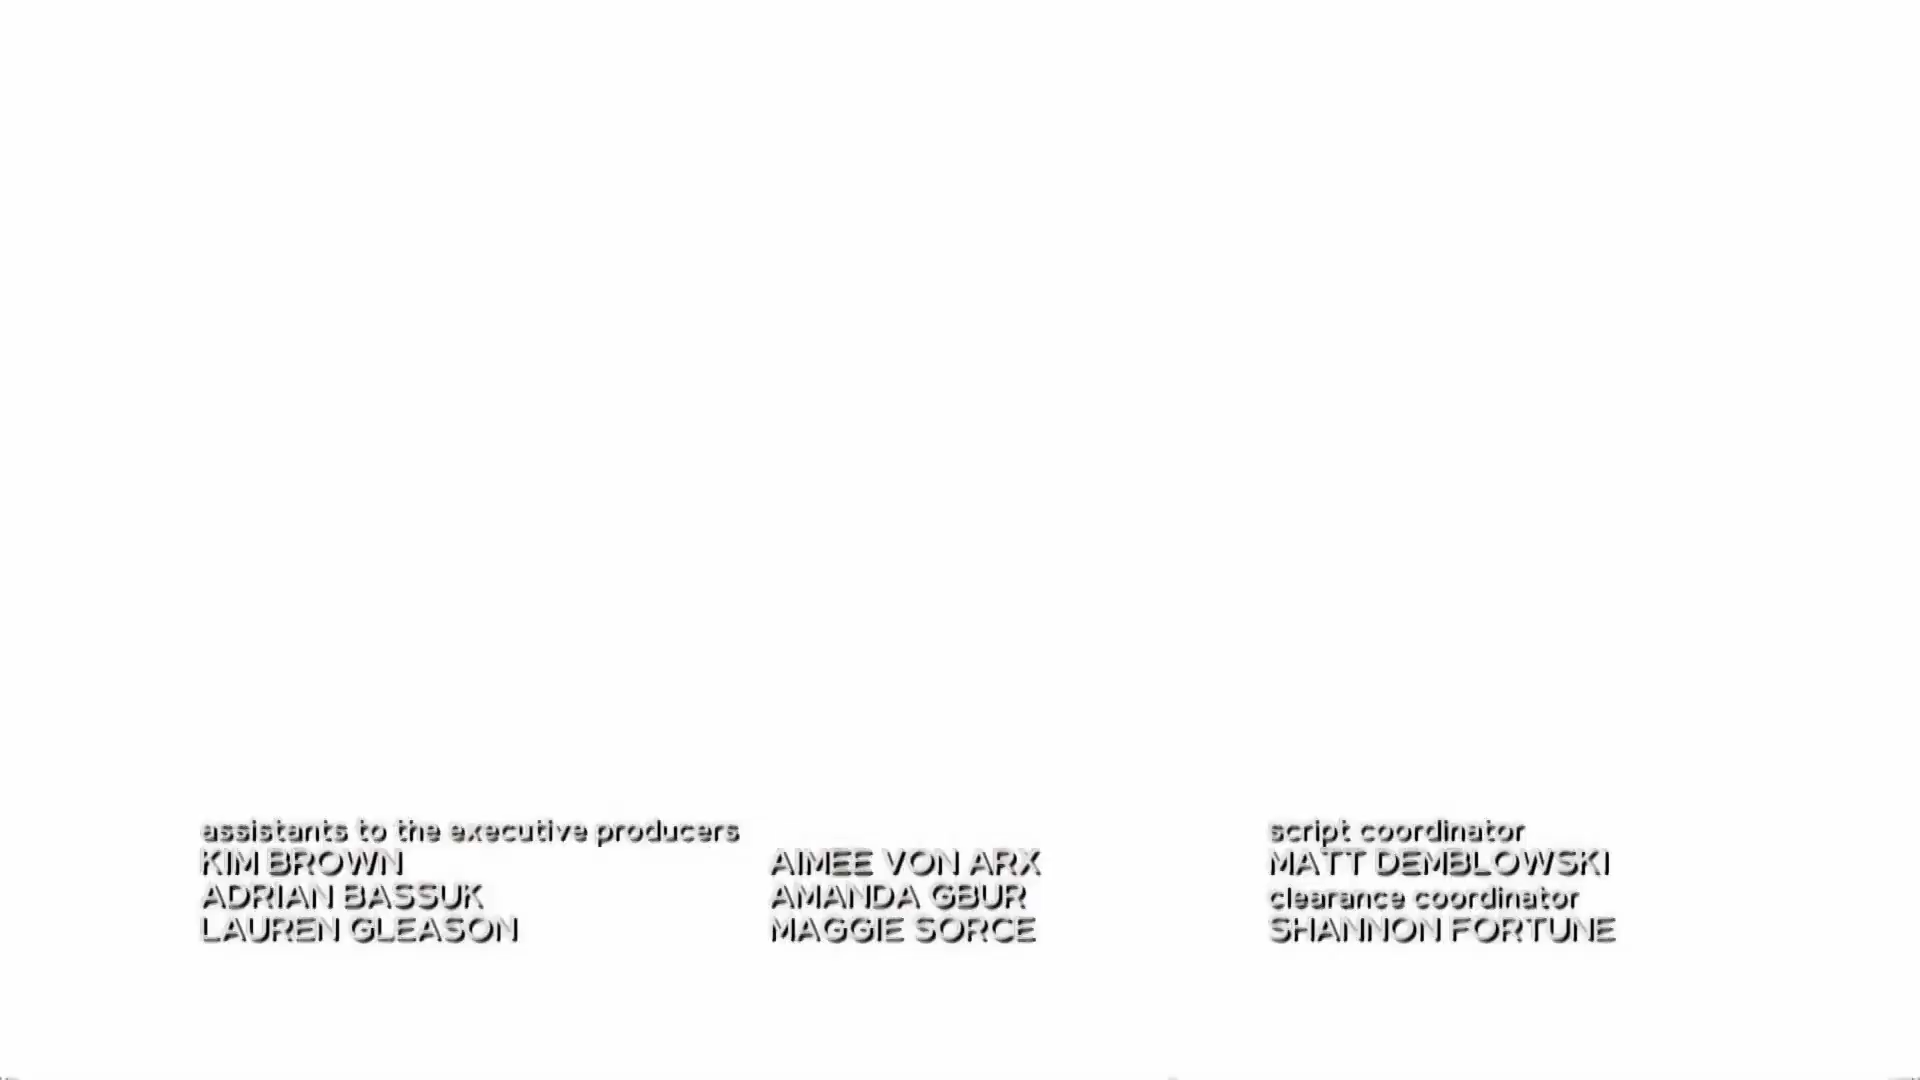 assistants to the executive producers
KIM BROWN
ADRIAN BASSUK
LAUREN GLEASON
AIMEE VON ARX
AMANDA GBUR
MAGGIE SORCE
script coordinator
MATT DEMBLOWSKI
clearance coordinator
SHANNON FORTUNE